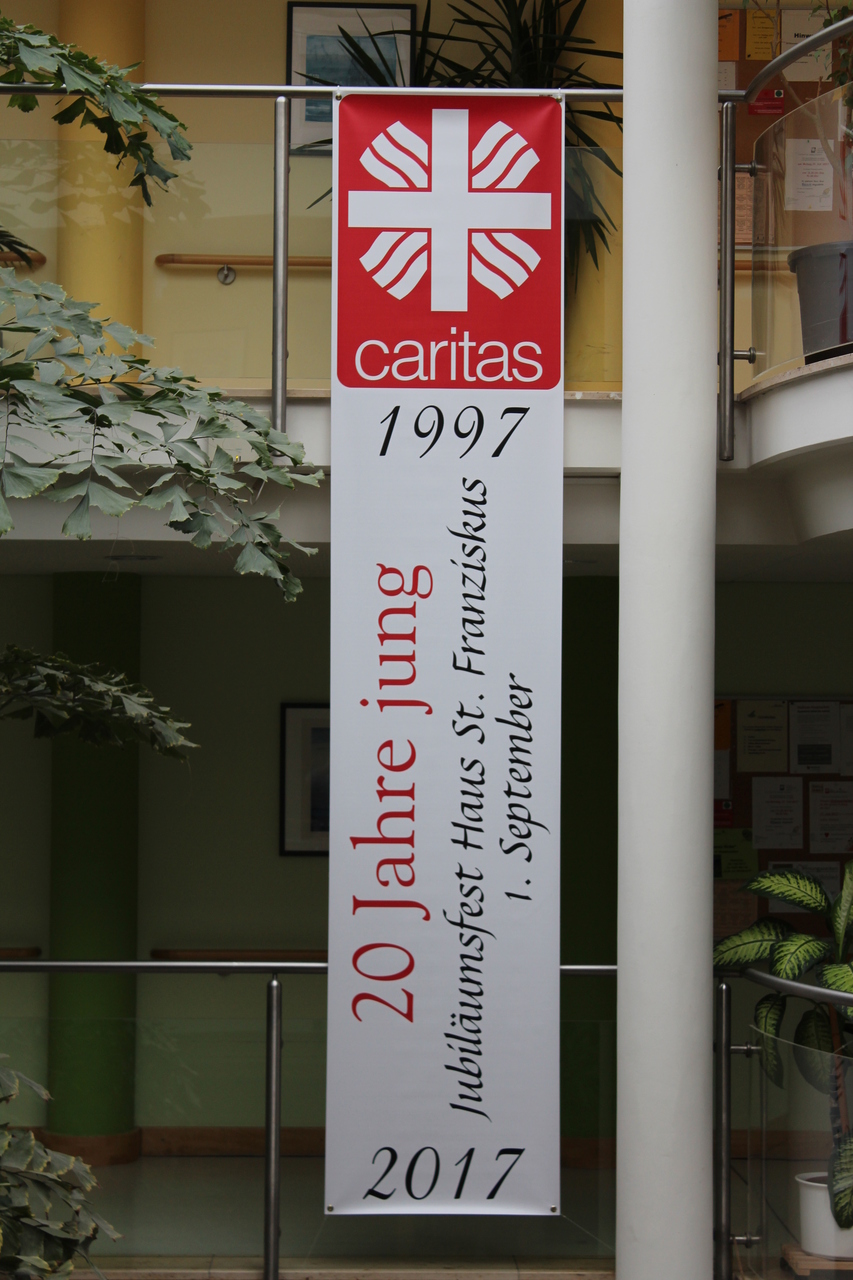 caritas
1997
20 Jahre jung
Jubiläumsfest Haus St. Franziskus
1. September
2017